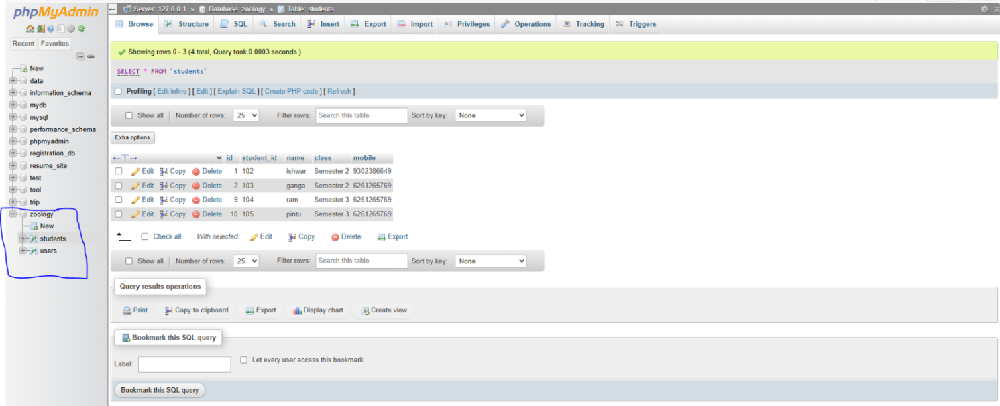 phpMyAdmin
Recent Favorites
New
data
information_schema
mydb
mysql
performance_schema
phpmyadmin
registration_db
resume_site
test
tool
trip
zoology
New
students
users
Server: 127.0.0.1 » Database: zoology » Table: students
Browse Structure SQL Search Insert Export Import Privileges Operations Tracking Triggers
Showing rows 0 - 3 (4 total, Query took 0.0003 seconds.)
SELECT * FROM `students`
Profiling [ Edit inline ] [ Edit ] [ Explain SQL ] [ Create PHP code ] [ Refresh ]
Show all | Number of rows: 25 Filter rows: Search this table Sort by key: None
Extra options
←T→ id student_id name class mobile
Edit Copy Delete 1 102 ishwar Semester 2 9302386649
Edit Copy Delete 2 103 ganga Semester 2 6261265769
Edit Copy Delete 9 104 ram Semester 3 6261265769
Edit Copy Delete 10 105 pintu Semester 3 6261265769
Check all With selected: Edit Copy Delete Export
Show all | Number of rows: 25 Filter rows: Search this table Sort by key: None
Query results operations
Print Copy to clipboard Export Display chart Create view
Bookmark this SQL query
Label: Let every user access this bookmark
Bookmark this SQL query